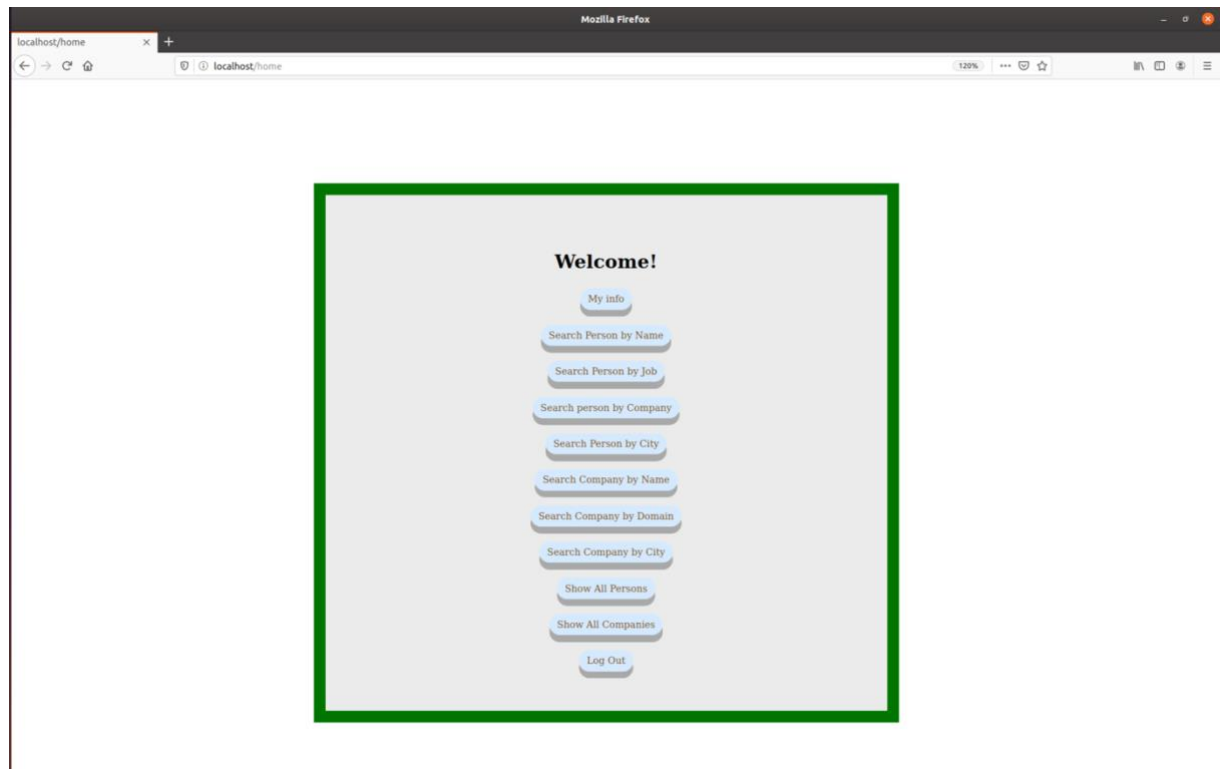 Mozilla Firefox
localhost/home
localhost/home
120%
Welcome!
My info
Search Person by Name
Search Person by Job
Search person by Company
Search Person by City
Search Company by Name
Search Company by Domain
Search Company by City
Show All Persons
Show All Companies
Log Out